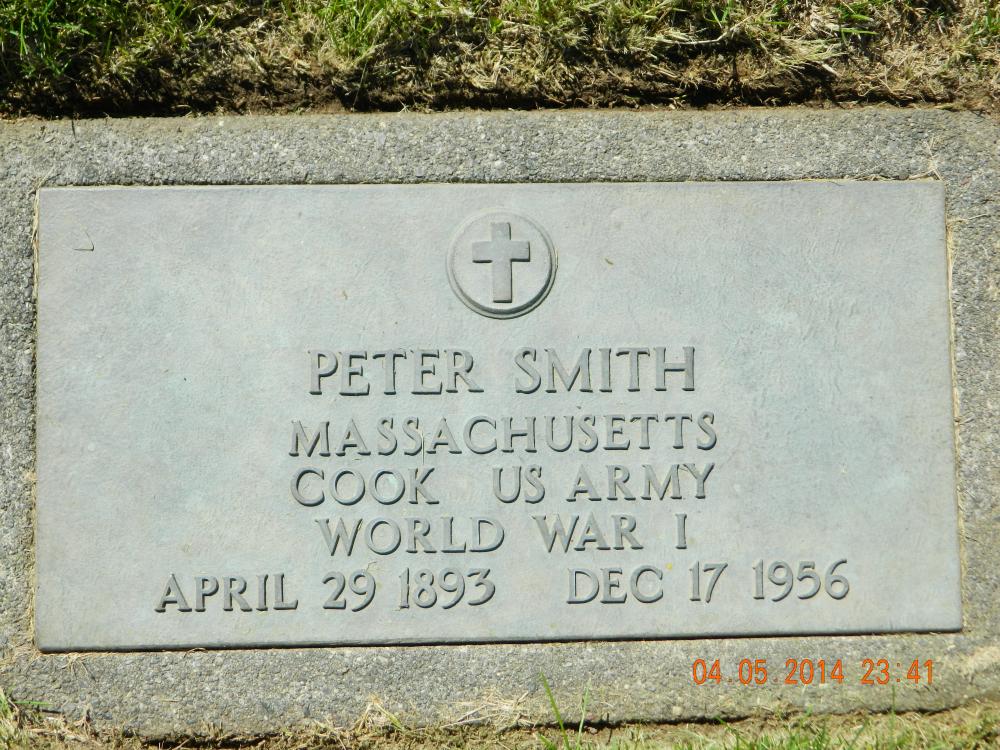 PETER SMITH
MASSACHUSETTS
COOK US ARMY
WORLD WAR I
APRIL 29 1893 DEC 17 1956
04.05.2014 23:41